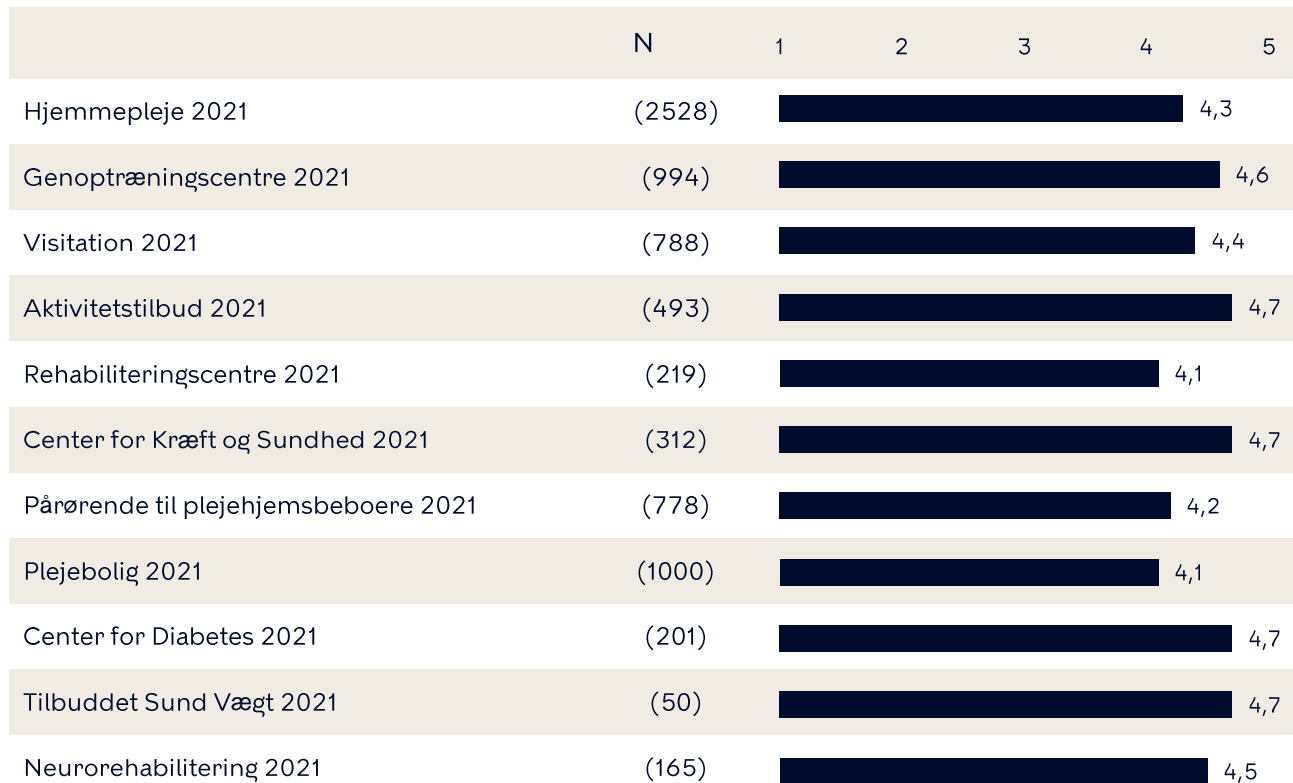 N 1 2 3 4 5
Hjemmepleje 2021 (2528) 4,3
Genoptræningscentre 2021 (994) 4,6
Visitation 2021 (788) 4,4
Aktivitetstilbud 2021 (493) 4,7
Rehabiliteringscentre 2021 (219) 4,1
Center for Kræft og Sundhed 2021 (312) 4,7
Pårørende til plejehjemsbeboere 2021 (778) 4,2
Plejebolig 2021 (1000) 4,1
Center for Diabetes 2021 (201) 4,7
Tilbuddet Sund Vægt 2021 (50) 4,7
Neurorehabilitering 2021 (165) 4,5